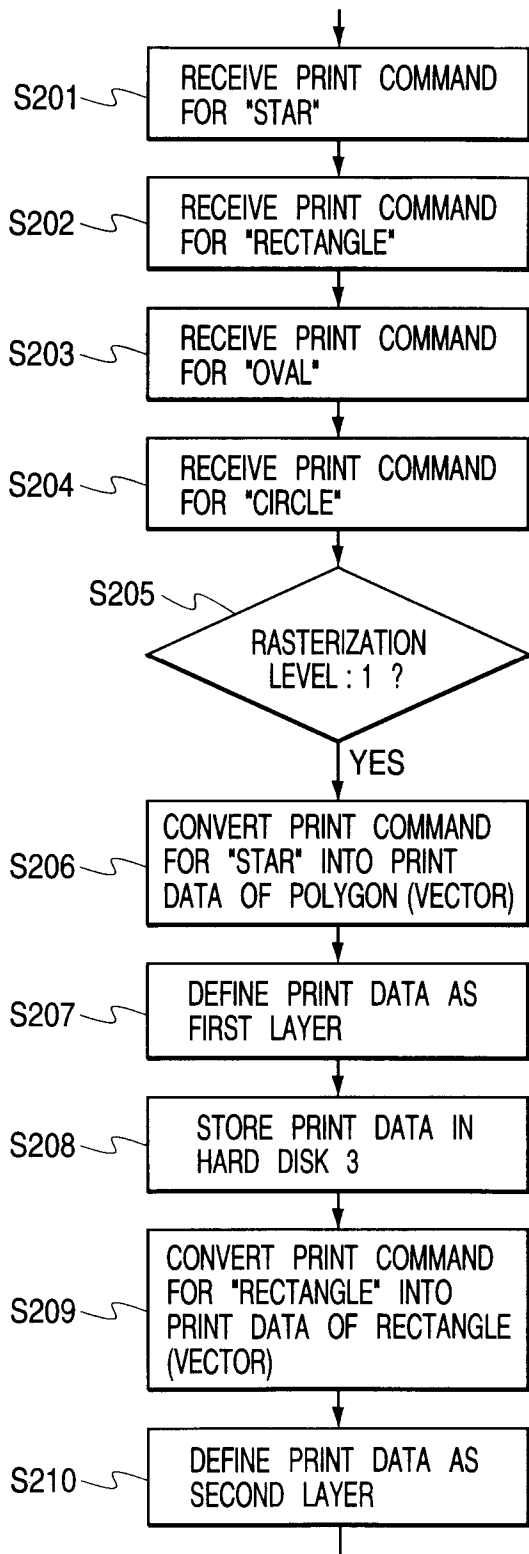 S201
RECEIVE PRINT COMMAND
FOR "STAR"
S202
RECEIVE PRINT COMMAND
FOR "RECTANGLE"
S203
RECEIVE PRINT COMMAND
FOR "OVAL"
S204
RECEIVE PRINT COMMAND
FOR "CIRCLE"
S205
RASTERIZATION
LEVEL : 1 ?
YES
S206
CONVERT PRINT COMMAND
FOR "STAR" INTO PRINT
DATA OF POLYGON (VECTOR)
S207
DEFINE PRINT DATA AS
FIRST LAYER
S208
STORE PRINT DATA IN
HARD DISK 3
S209
CONVERT PRINT COMMAND
FOR "RECTANGLE" INTO
PRINT DATA OF RECTANGLE
(VECTOR)
S210
DEFINE PRINT DATA AS
SECOND LAYER